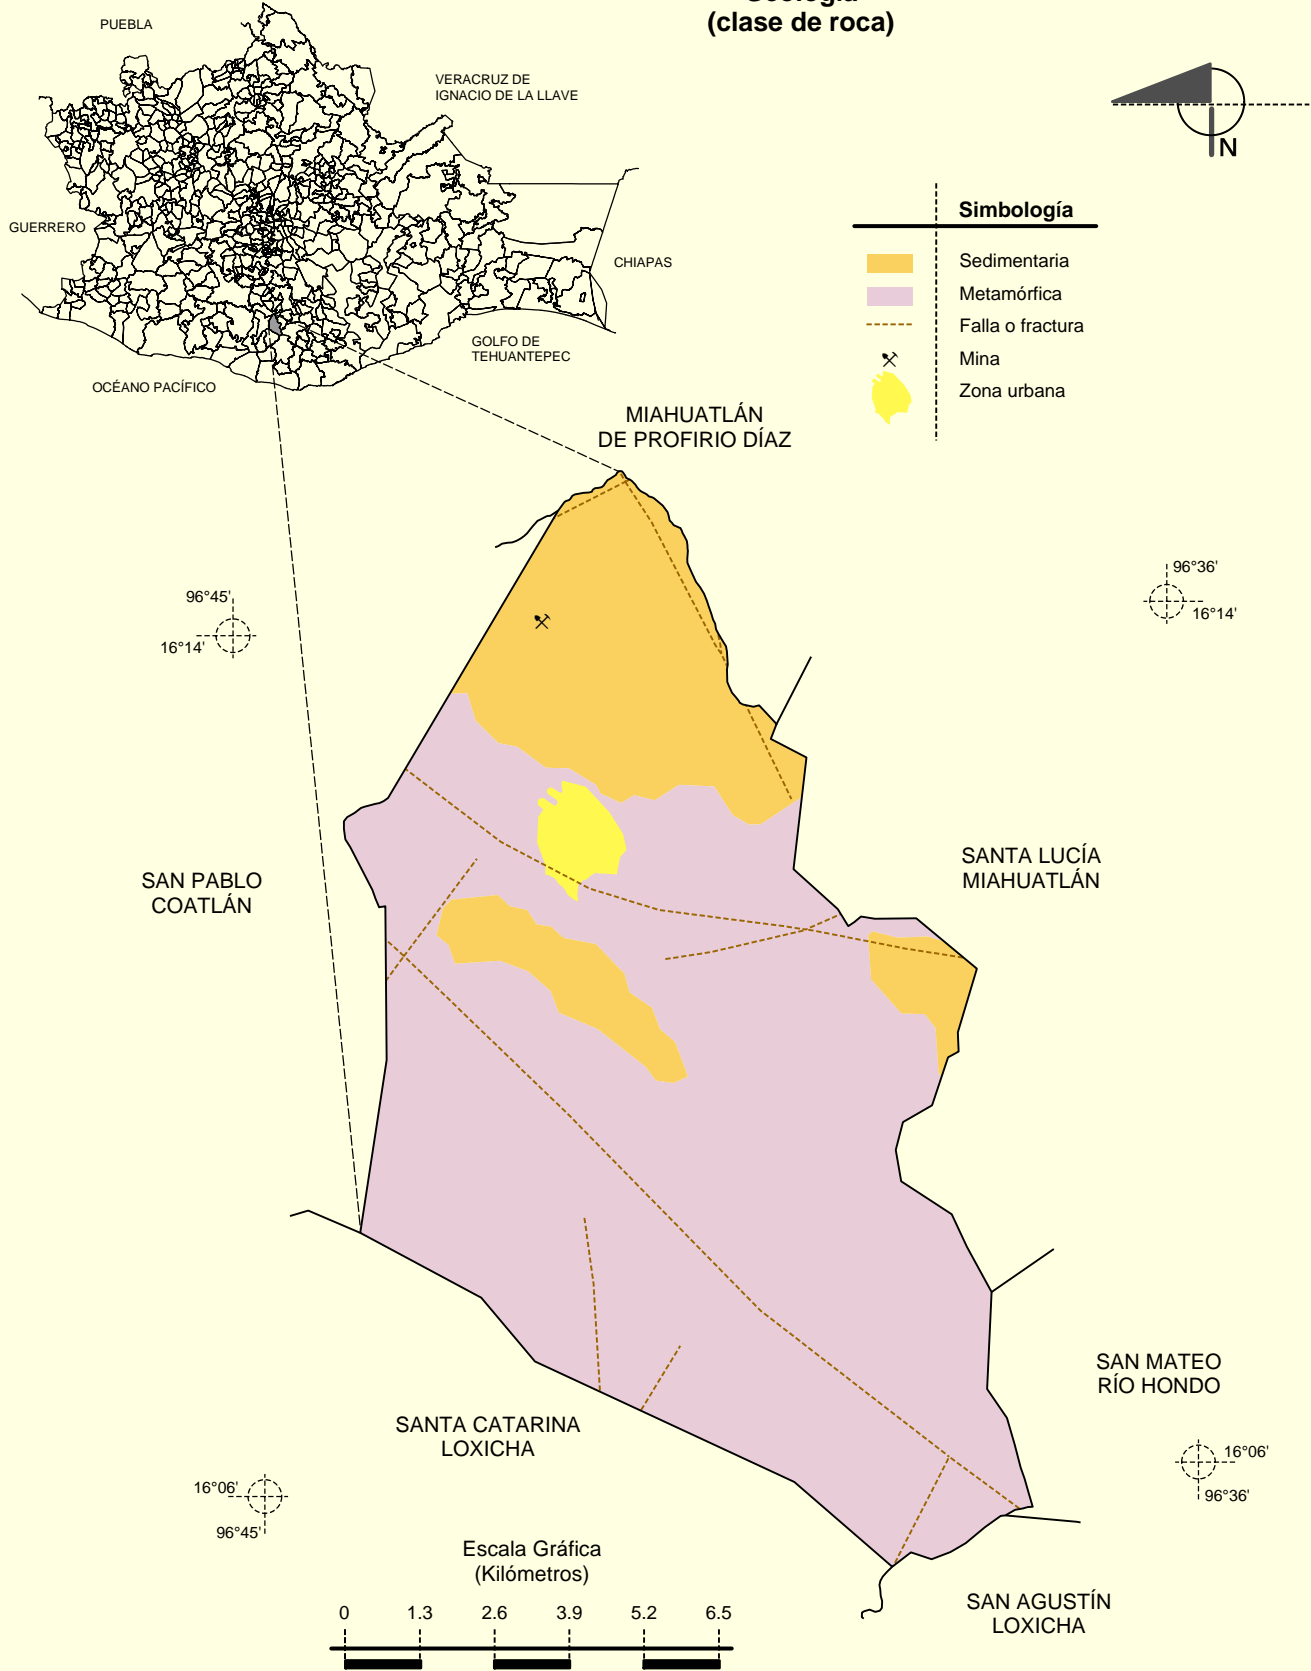 (clase de roca)
PUEBLA
VERACRUZ DE
IGNACIO DE LA LLAVE
GUERRERO
CHIAPAS
GOLFO DE
TEHUANTEPEC
OCÉANO PACÍFICO
N
Simbología
Sedimentaria
Metamórfica
Falla o fractura
Mina
Zona urbana
MIAHUATLÁN
DE PROFIRIO DÍAZ
96°45'
16°14'
96°36'
16°14'
SAN PABLO
COATLÁN
SANTA LUCÍA
MIAHUATLÁN
SAN MATEO
RÍO HONDO
SANTA CATARINA
LOXICHA
16°06'
96°45'
16°06'
96°36'
SAN AGUSTÍN
LOXICHA
Escala Gráfica
(Kilómetros)
0 1.3 2.6 3.9 5.2 6.5